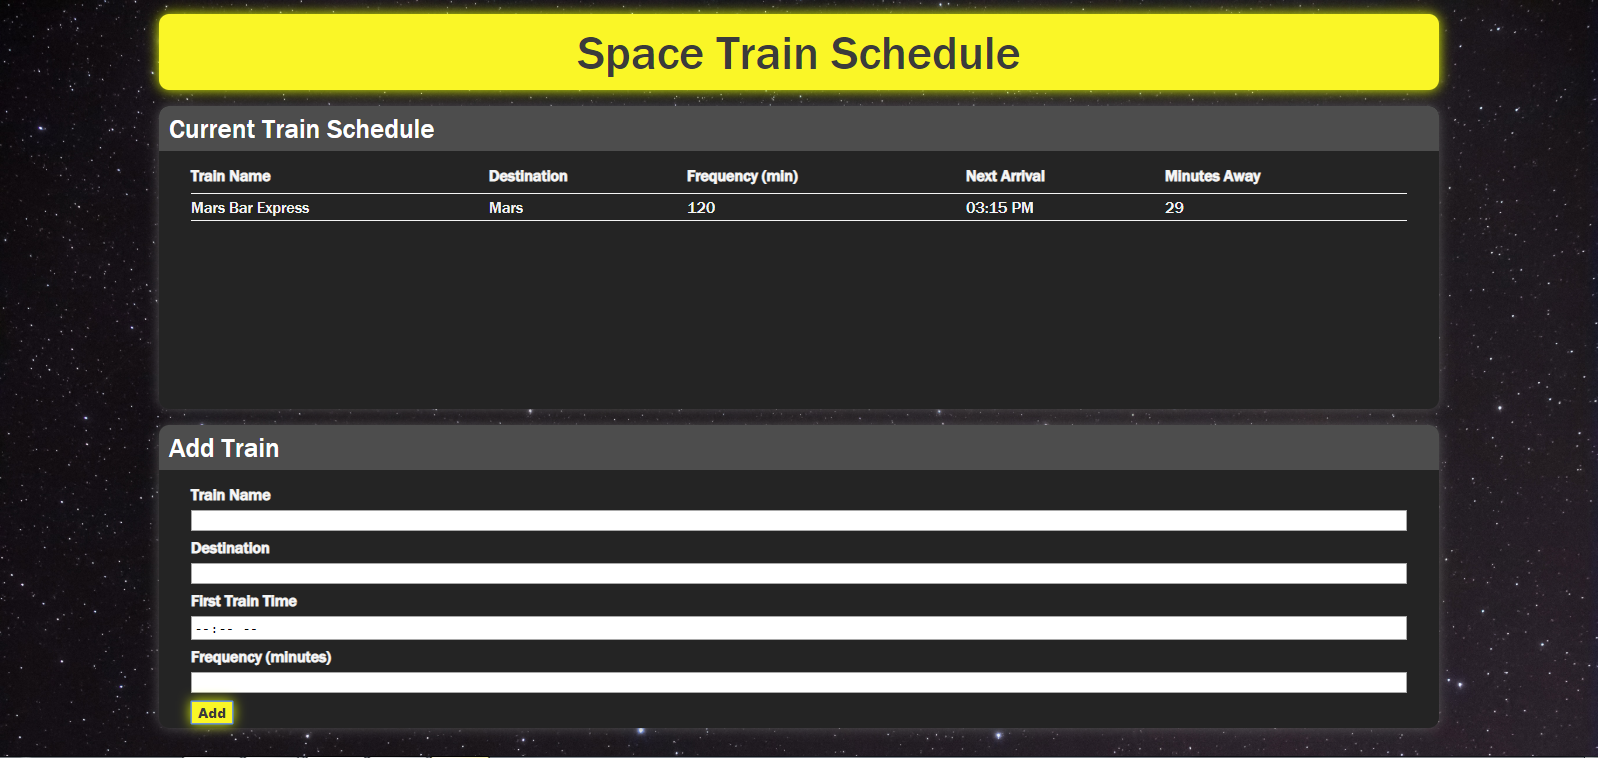 Space Train Schedule
Current Train Schedule
Train Name Destination Frequency (min) Next Arrival Minutes Away
Mars Bar Express Mars 120 03:15 PM 29
Add Train
Train Name
Destination
First Train Time
--:-- --
Frequency (minutes)
Add